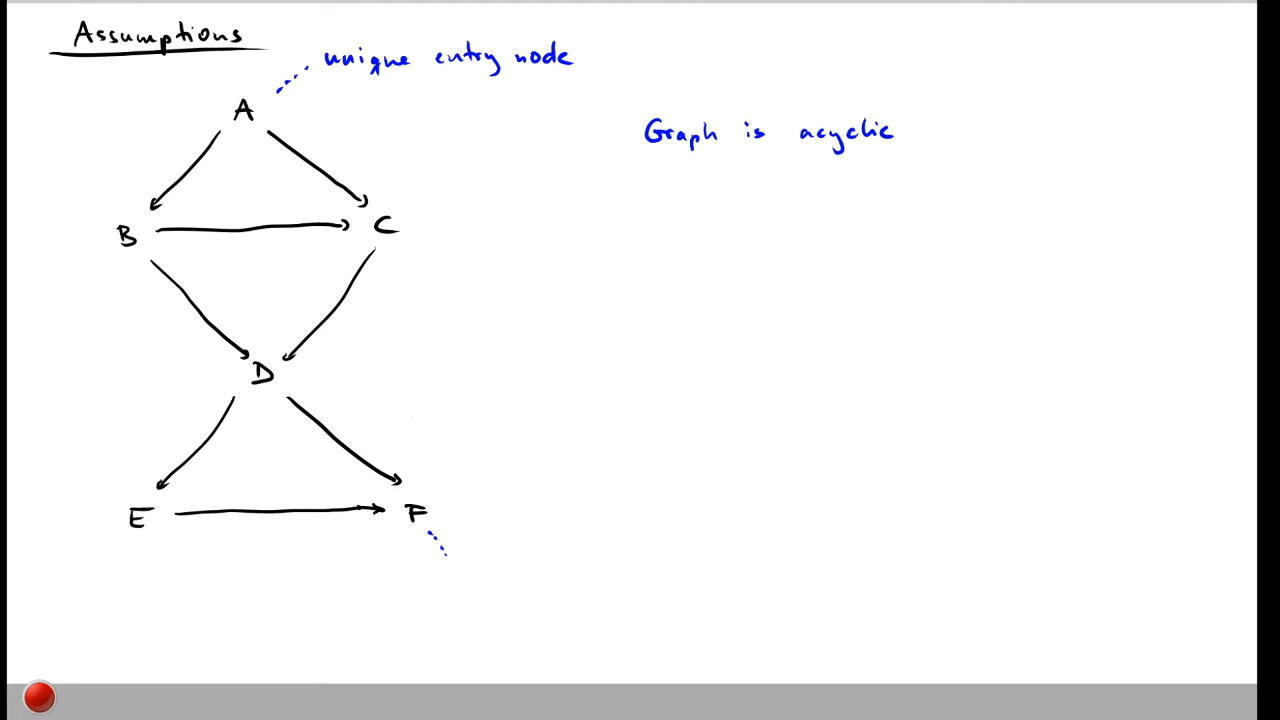 Assumptions
unique entry node
A
Graph is acyclic
B
C
D
E
F